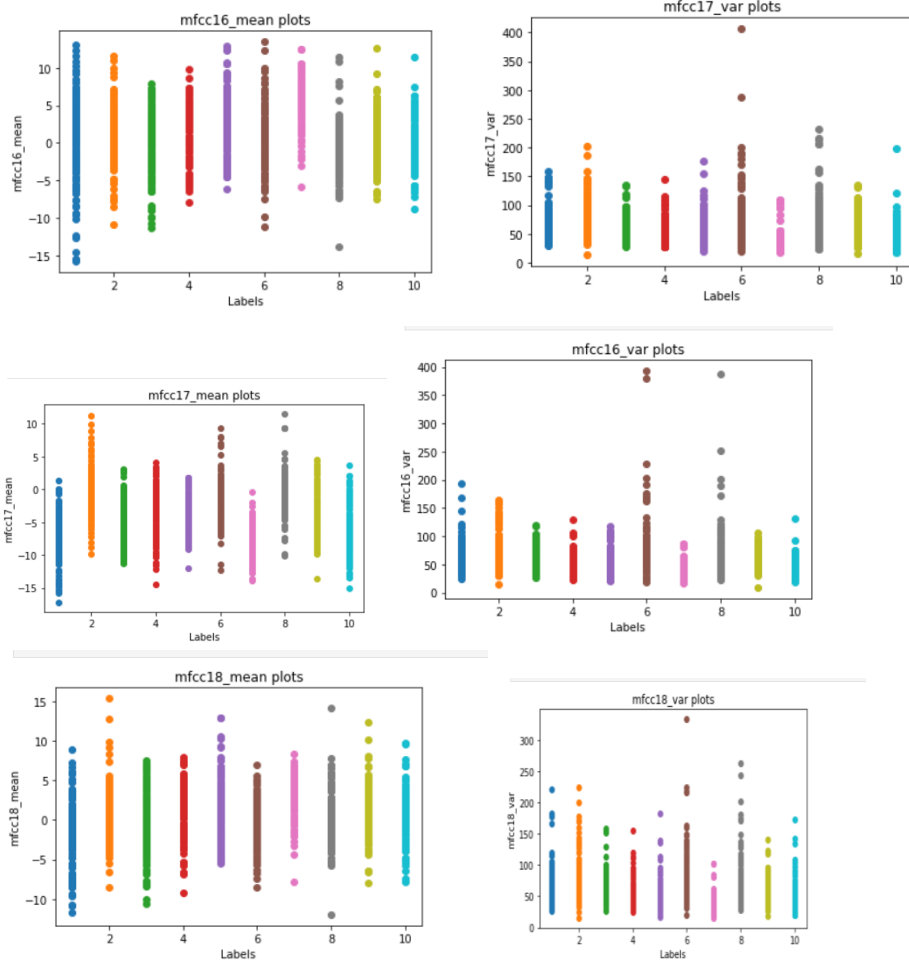 mfcc16_mean plots
mfcc16_mean
10
5
0
−5
−10
−15
2 4 6 8 10
Labels
mfcc17_var plots
mfcc17_var
400
350
300
250
200
150
100
50
0
2 4 6 8 10
Labels
mfcc17_mean plots
mfcc17_mean
10
5
0
−5
−10
−15
2 4 6 8 10
Labels
mfcc16_var plots
mfcc16_var
400
350
300
250
200
150
100
50
0
2 4 6 8 10
Labels
mfcc18_mean plots
mfcc18_mean
15
10
5
0
−5
−10
2 4 6 8 10
Labels
mfcc18_var plots
mfcc18_var
300
250
200
150
100
50
0
2 4 6 8 10
Labels